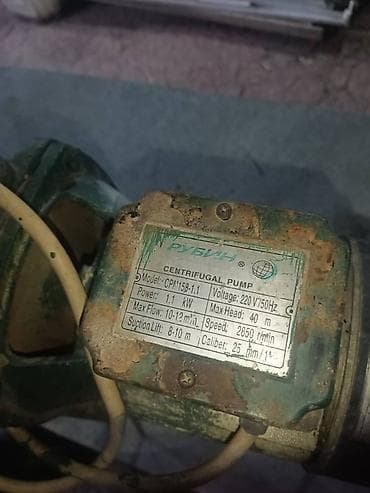 РУБИН ®
CENTRIFUGAL PUMP
Model: CPM158-1.1 Voltage: 220 V/50Hz
Power: 1.1 kW Max Head: 40 m
Max Flow: 10-12 m³/h Speed: 2850 r/min
Suction Lift: 8-10 m Caliber: 25 mm / 1"